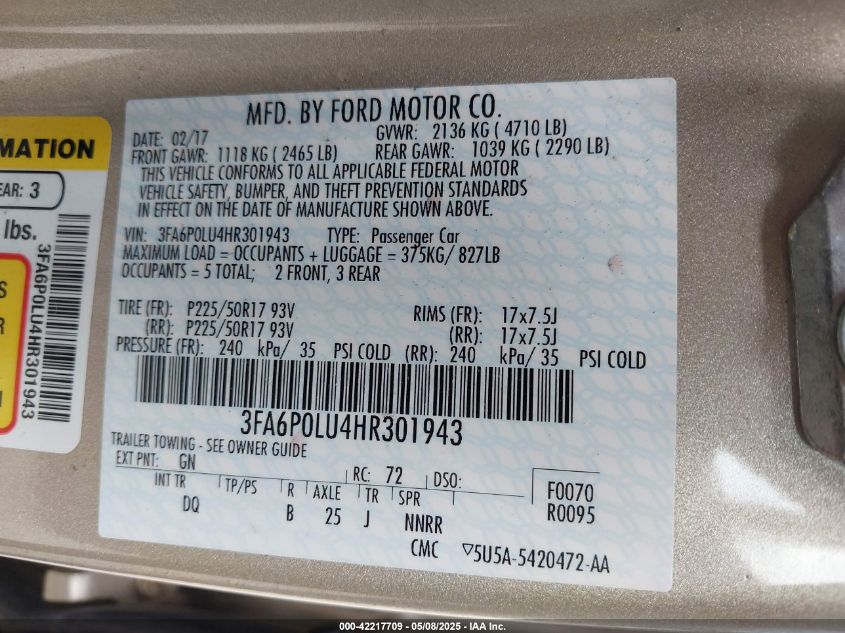 MATION
EAR: 3
lbs.
3FA6P0LU4HR301943
S
R
N
MFD. BY FORD MOTOR CO.
DATE: 02/17 GVWR: 2136 KG ( 4710 LB)
FRONT GAWR: 1118 KG ( 2465 LB) REAR GAWR: 1039 KG ( 2290 LB)
THIS VEHICLE CONFORMS TO ALL APPLICABLE FEDERAL MOTOR
VEHICLE SAFETY, BUMPER, AND THEFT PREVENTION STANDARDS
IN EFFECT ON THE DATE OF MANUFACTURE SHOWN ABOVE.
VIN: 3FA6P0LU4HR301943 TYPE: Passenger Car
MAXIMUM LOAD = OCCUPANTS + LUGGAGE = 375KG/ 827LB
OCCUPANTS = 5 TOTAL; 2 FRONT, 3 REAR
TIRE (FR): P225/50R17 93V RIMS (FR): 17x7.5J
(RR): P225/50R17 93V (RR): 17x7.5J
PRESSURE (FR): 240 kPa/ 35 PSI COLD (RR): 240 kPa/ 35 PSI COLD
3FA6P0LU4HR301943
TRAILER TOWING - SEE OWNER GUIDE
EXT PNT: GN RC: 72 DSO:
INT TR TP/PS R AXLE TR SPR F0070
DQ B 25 J NNRR R0095
CMC ▽5U5A-5420472-AA
000-42217709 - 05/08/2025 - IAA Inc.